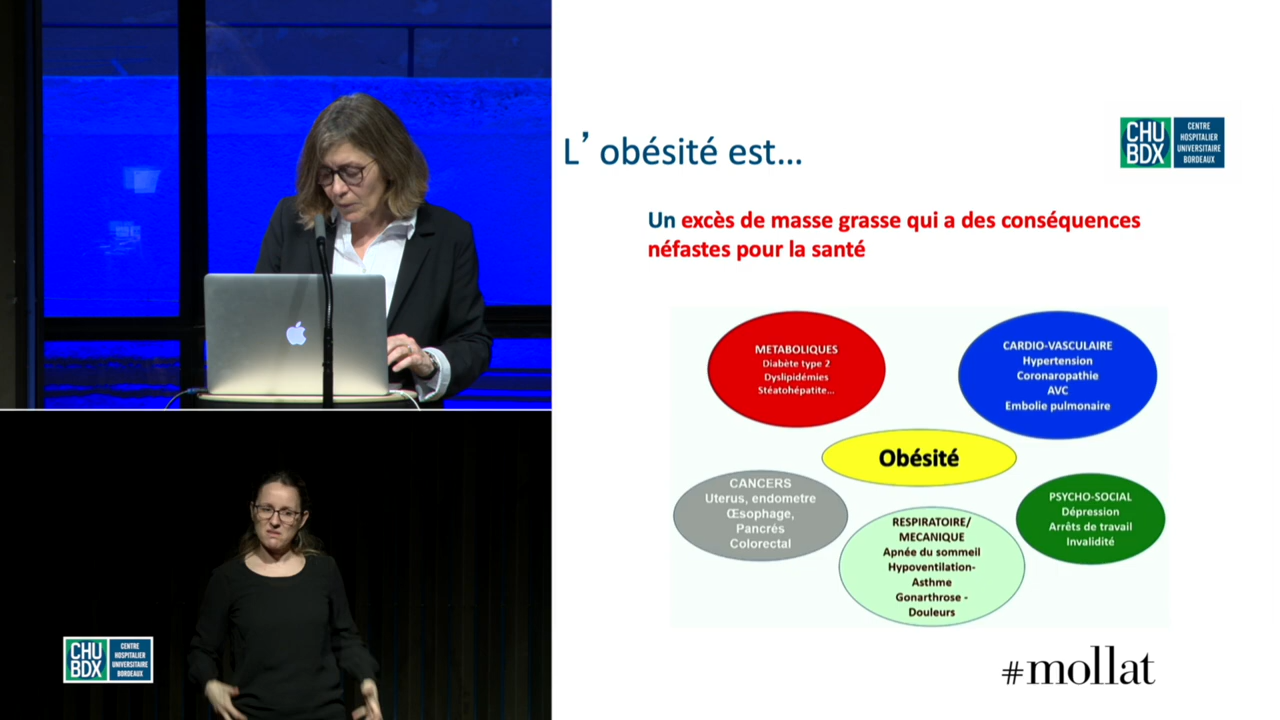 L’ obésité est...
CHU
BDX
CENTRE
HOSPITALIER
UNIVERSITAIRE
BORDEAUX
Un excès de masse grasse qui a des conséquences
néfastes pour la santé
METABOLIQUES
Diabète type 2
Dyslipidémies
Stéatohépatite...
CARDIO-VASCULAIRE
Hypertension
Coronaropathie
AVC
Embolie pulmonaire
Obésité
CANCERS
Uterus, endometre
Œsophage,
Pancrès
Colorectal
RESPIRATOIRE/
MECANIQUE
Apnée du sommeil
Hypoventilation-
Asthme
Gonarthrose -
Douleurs
PSYCHO-SOCIAL
Dépression
Arrêts de travail
Invalidité
CHU
BDX
CENTRE
HOSPITALIER
UNIVERSITAIRE
BORDEAUX
#mollat